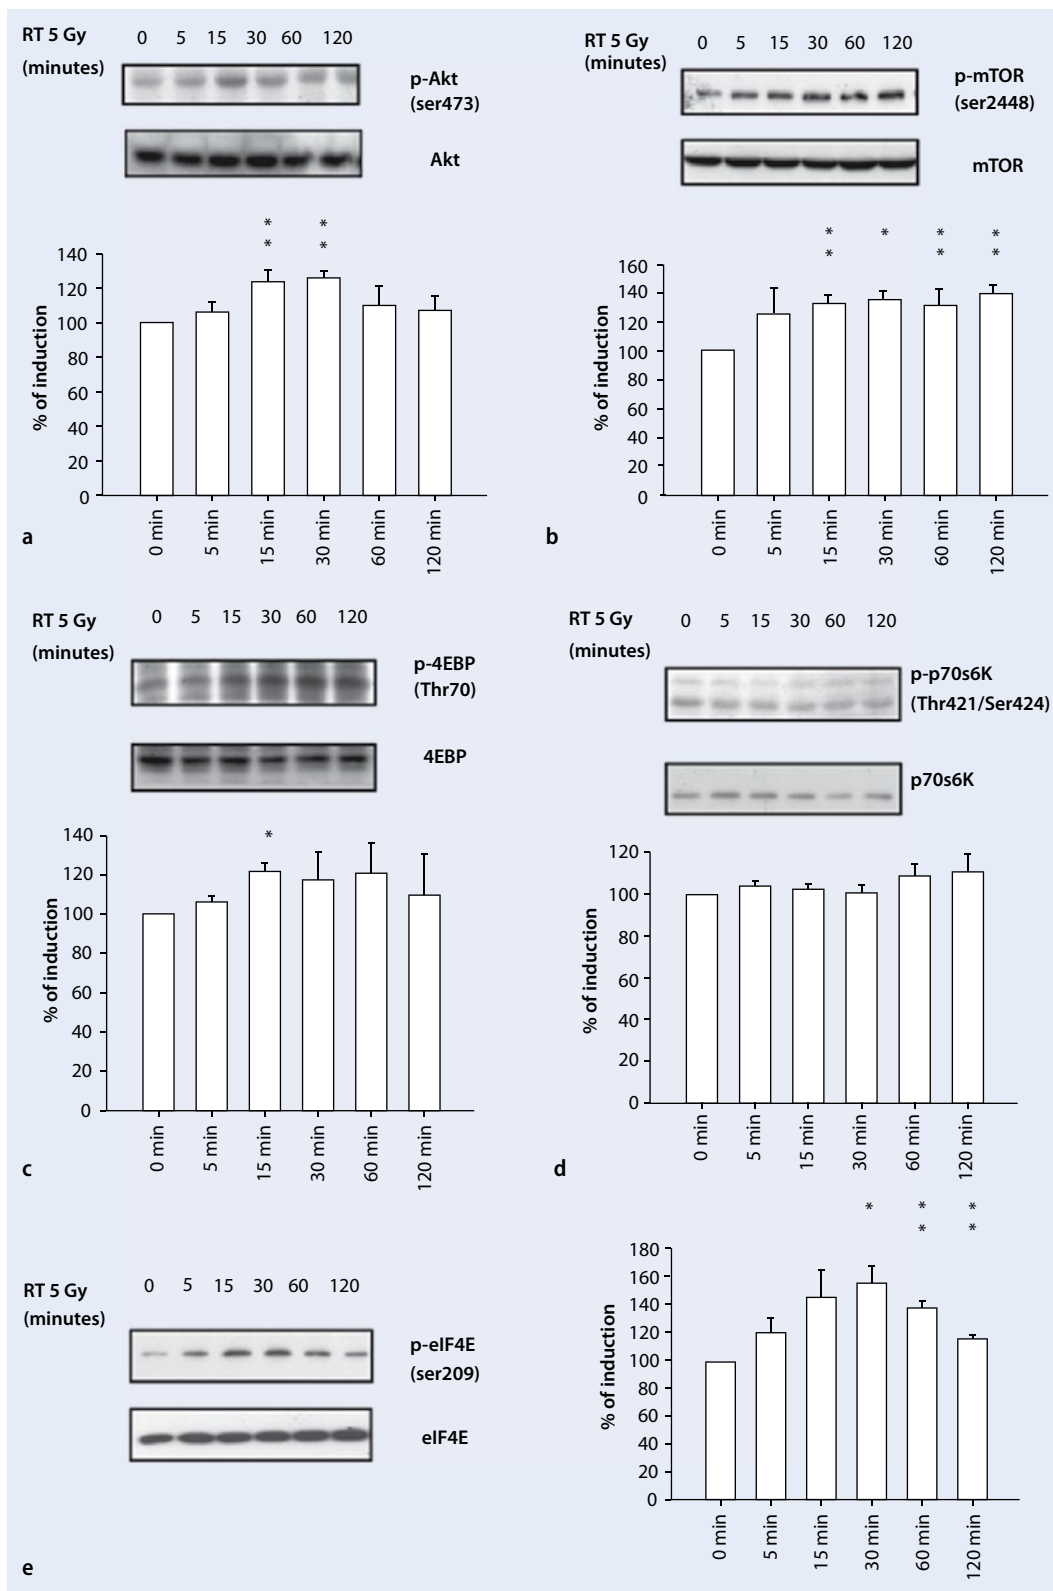 RT 5 Gy 0 5 15 30 60 120
(minutes)
p-Akt
(ser473)
Akt
* *
* *
140
120
100
80
60
40
20
0
% of induction
0 min 5 min 15 min 30 min 60 min 120 min
a
RT 5 Gy 0 5 15 30 60 120
(minutes)
p-mTOR
(ser2448)
mTOR
* * * *
* * *
160
140
120
100
80
60
40
20
0
% of induction
0 min 5 min 15 min 30 min 60 min 120 min
b
RT 5 Gy 0 5 15 30 60 120
(minutes)
p-4EBP
(Thr70)
4EBP
*
140
120
100
80
60
40
20
0
% of induction
0 min 5 min 15 min 30 min 60 min 120 min
c
RT 5 Gy 0 5 15 30 60 120
(minutes)
p-p70s6K
(Thr421/Ser424)
p70s6K
120
100
80
60
40
20
0
% of induction
0 min 5 min 15 min 30 min 60 min 120 min
d
RT 5 Gy 0 5 15 30 60 120
(minutes)
p-eIF4E
(ser209)
eIF4E
* * *
* *
180
160
140
120
100
80
60
40
20
0
% of induction
0 min 5 min 15 min 30 min 60 min 120 min
e